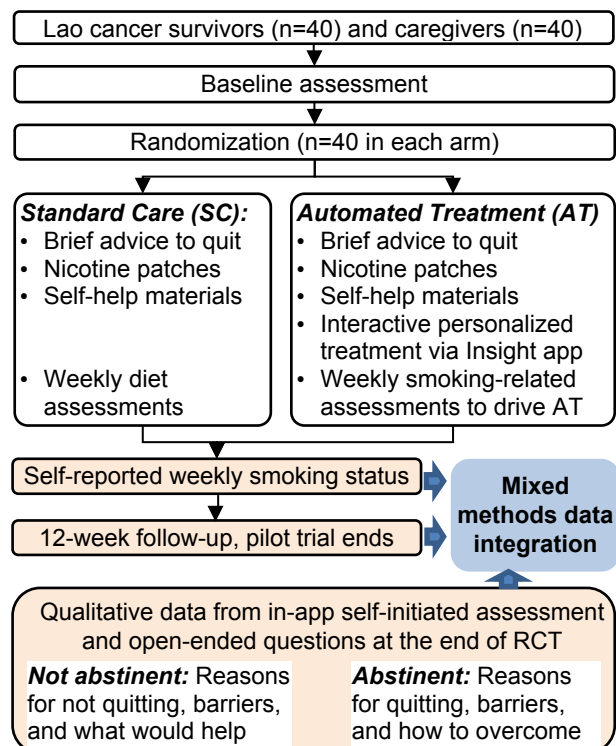 Lao cancer survivors (n=40) and caregivers (n=40)
Baseline assessment
Randomization (n=40 in each arm)
Standard Care (SC):
• Brief advice to quit
• Nicotine patches
• Self-help materials
• Weekly diet
assessments
Automated Treatment (AT)
• Brief advice to quit
• Nicotine patches
• Self-help materials
• Interactive personalized
treatment via Insight app
• Weekly smoking-related
assessments to drive AT
Self-reported weekly smoking status
12-week follow-up, pilot trial ends
Mixed
methods data
integration
Qualitative data from in-app self-initiated assessment
and open-ended questions at the end of RCT
Not abstinent: Reasons
for not quitting, barriers,
and what would help
Abstinent: Reasons
for quitting, barriers,
and how to overcome